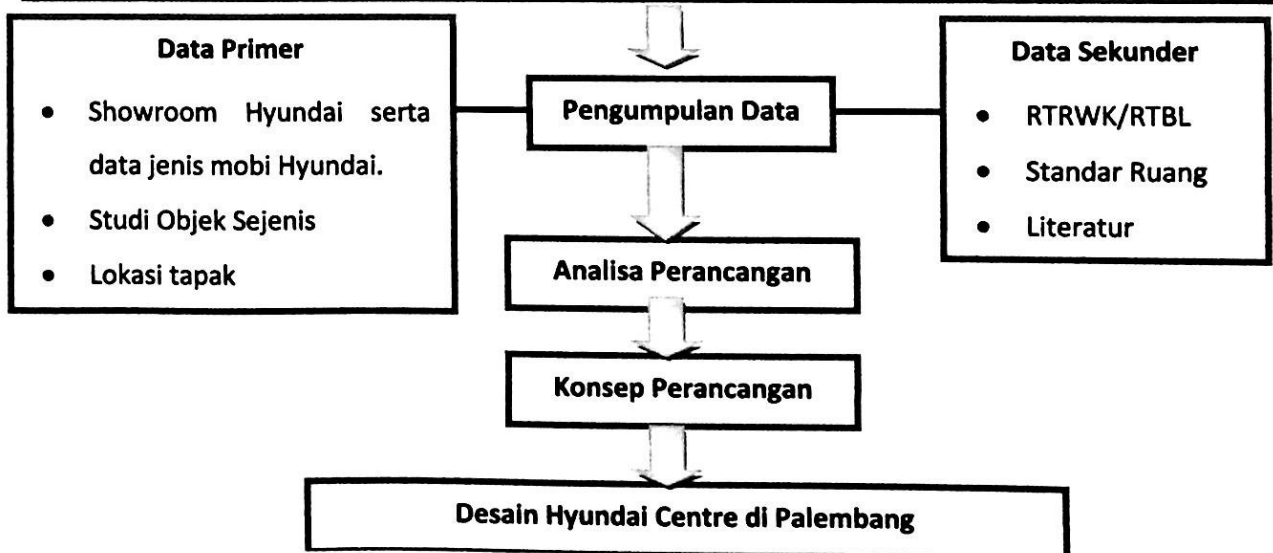 Data Primer
• Showroom Hyundai serta
data jenis mobi Hyundai.
• Studi Objek Sejenis
• Lokasi tapak
Pengumpulan Data
Data Sekunder
• RTRWK/RTBL
• Standar Ruang
• Literatur
Analisa Perancangan
Konsep Perancangan
Desain Hyundai Centre di Palembang